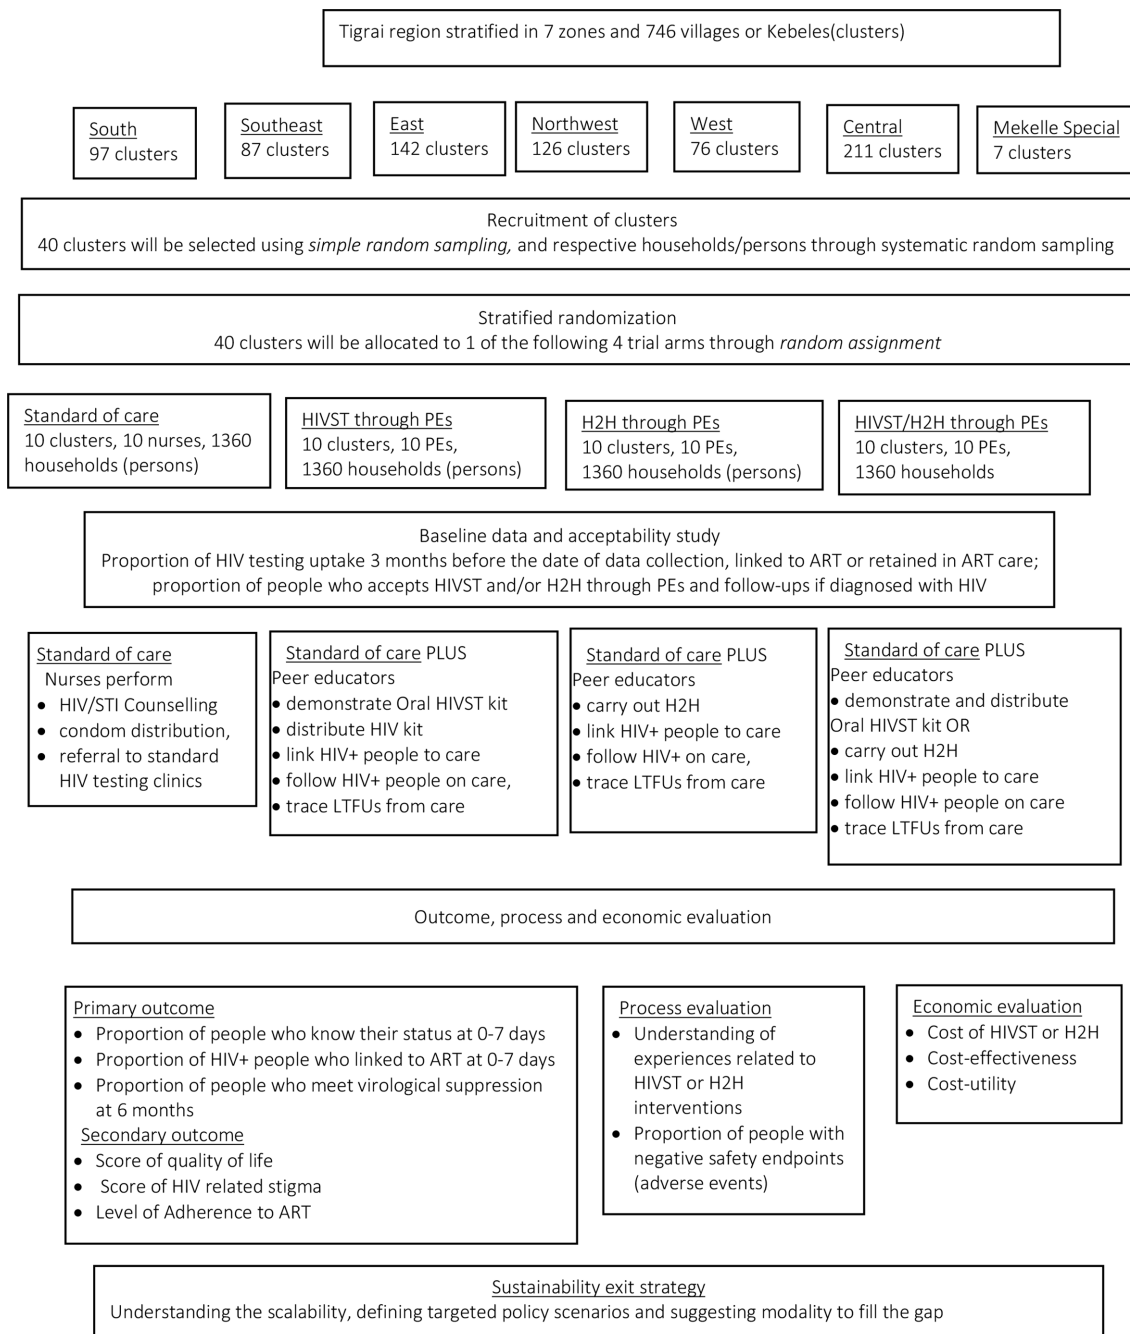 Tigrai region stratified in 7 zones and 746 villages or Kebeles(clusters)
South
97 clusters
Southeast
87 clusters
East
142 clusters
Northwest
126 clusters
West
76 clusters
Central
211 clusters
Mekelle Special
7 clusters
Recruitment of clusters
40 clusters will be selected using simple random sampling, and respective households/persons through systematic random sampling
Stratified randomization
40 clusters will be allocated to 1 of the following 4 trial arms through random assignment
Standard of care
10 clusters, 10 nurses, 1360
households (persons)
HIVST through PEs
10 clusters, 10 PEs,
1360 households (persons)
H2H through PEs
10 clusters, 10 PEs,
1360 households (persons)
HIVST/H2H through PEs
10 clusters, 10 PEs,
1360 households
Baseline data and acceptability study
Proportion of HIV testing uptake 3 months before the date of data collection, linked to ART or retained in ART care;
proportion of people who accepts HIVST and/or H2H through PEs and follow-ups if diagnosed with HIV
Standard of care
Nurses perform
• HIV/STI Counselling
• condom distribution,
• referral to standard
HIV testing clinics
Standard of care PLUS
Peer educators
• demonstrate Oral HIVST kit
• distribute HIV kit
• link HIV+ people to care
• follow HIV+ people on care,
• trace LTFUs from care
Standard of care PLUS
Peer educators
• carry out H2H
• link HIV+ people to care
• follow HIV+ on care,
• trace LTFUs from care
Standard of care PLUS
Peer educators
• demonstrate and distribute
Oral HIVST kit OR
• carry out H2H
• link HIV+ people to care
• follow HIV+ people on care
• trace LTFUs from care
Outcome, process and economic evaluation
Primary outcome
• Proportion of people who know their status at 0-7 days
• Proportion of HIV+ people who linked to ART at 0-7 days
• Proportion of people who meet virological suppression
at 6 months
Secondary outcome
• Score of quality of life
• Score of HIV related stigma
• Level of Adherence to ART
Process evaluation
• Understanding of
experiences related to
HIVST or H2H
interventions
• Proportion of people with
negative safety endpoints
(adverse events)
Economic evaluation
• Cost of HIVST or H2H
• Cost-effectiveness
• Cost-utility
Sustainability exit strategy
Understanding the scalability, defining targeted policy scenarios and suggesting modality to fill the gap